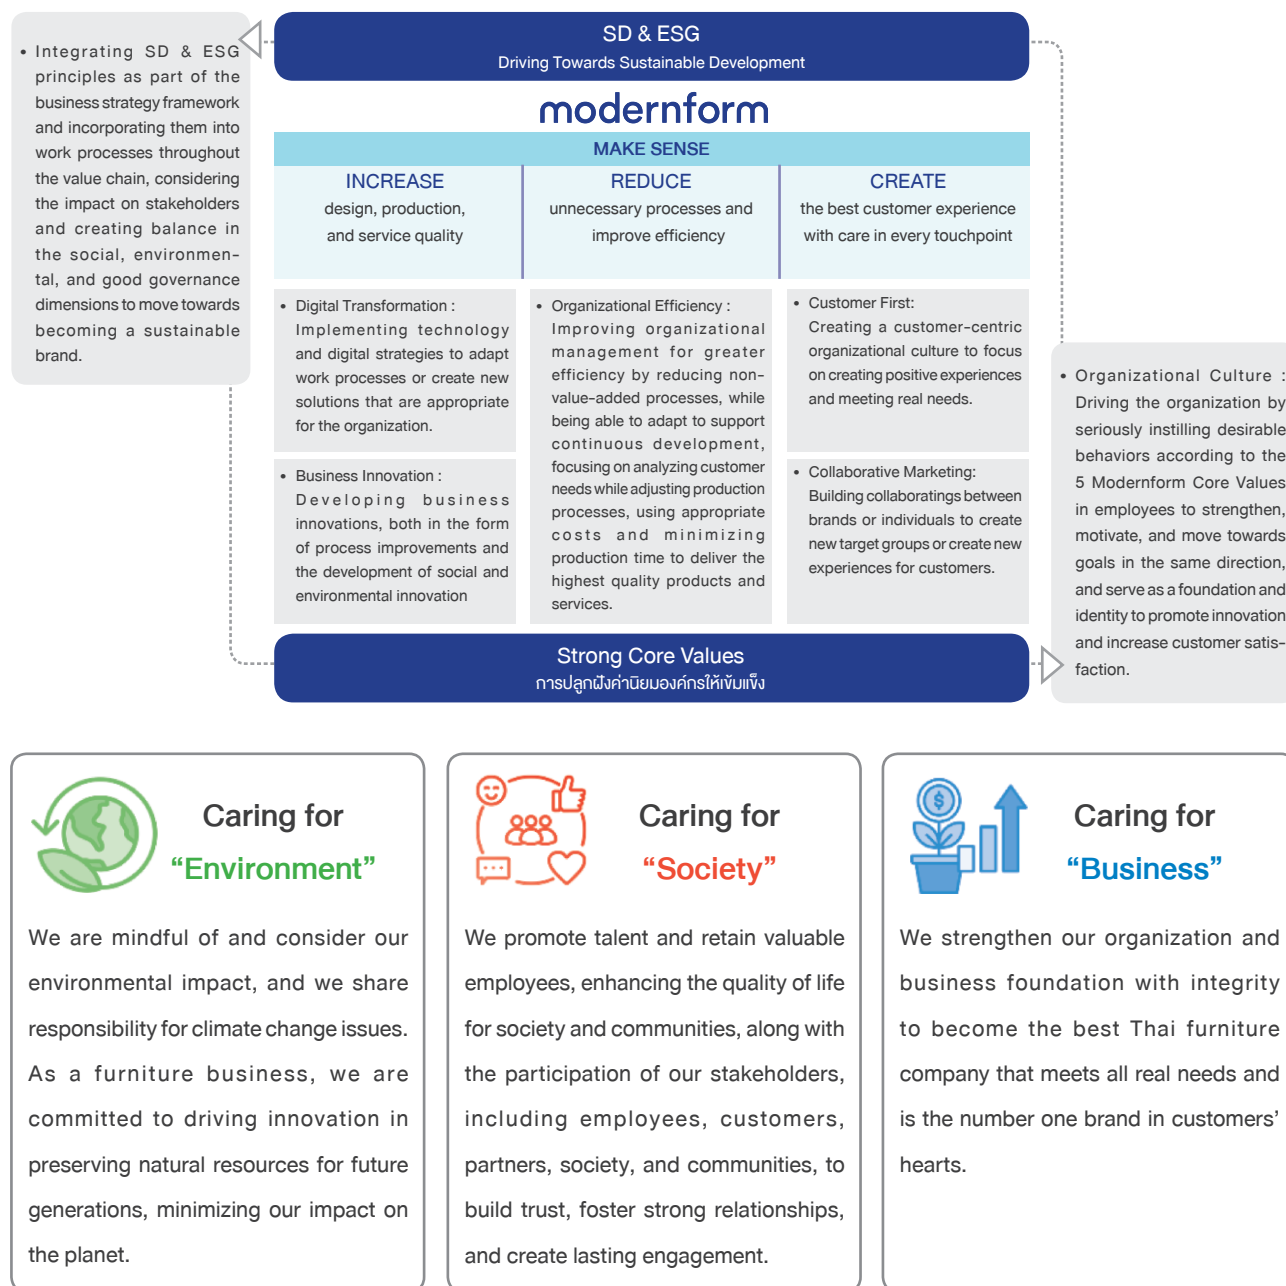 • Integrating SD & ESG
principles as part of the
business strategy framework
and incorporating them into
work processes throughout
the value chain, considering
the impact on stakeholders
and creating balance in
the social, environmen-
tal, and good governance
dimensions to move towards
becoming a sustainable
brand.
SD & ESG
Driving Towards Sustainable Development
modernform
MAKE SENSE
INCREASE
design, production,
and service quality
REDUCE
unnecessary processes and
improve efficiency
CREATE
the best customer experience
with care in every touchpoint
• Digital Transformation :
Implementing technology
and digital strategies to adapt
work processes or create new
solutions that are appropriate
for the organization.
• Business Innovation :
Developing business
innovations, both in the form
of process improvements and
the development of social and
environmental innovation
• Organizational Efficiency :
Improving organizational
management for greater
efficiency by reducing non-
value-added processes, while
being able to adapt to support
continuous development,
focusing on analyzing customer
needs while adjusting production
processes, using appropriate
costs and minimizing
production time to deliver the
highest quality products and
services.
• Customer First:
Creating a customer-centric
organizational culture to focus
on creating positive experiences
and meeting real needs.
• Collaborative Marketing:
Building collaboratings between
brands or individuals to create
new target groups or create new
experiences for customers.
Strong Core Values
การปลูกฝังค่านิยมองค์กรให้เข้มแข็ง
• Organizational Culture :
Driving the organization by
seriously instilling desirable
behaviors according to the
5 Modernform Core Values
in employees to strengthen,
motivate, and move towards
goals in the same direction,
and serve as a foundation and
identity to promote innovation
and increase customer satis-
faction.
Caring for
“Environment”
We are mindful of and consider our
environmental impact, and we share
responsibility for climate change issues.
As a furniture business, we are
committed to driving innovation in
preserving natural resources for future
generations, minimizing our impact on
the planet.
Caring for
“Society”
We promote talent and retain valuable
employees, enhancing the quality of life
for society and communities, along with
the participation of our stakeholders,
including employees, customers,
partners, society, and communities, to
build trust, foster strong relationships,
and create lasting engagement.
$
Caring for
“Business”
We strengthen our organization and
business foundation with integrity
to become the best Thai furniture
company that meets all real needs and
is the number one brand in customers’
hearts.